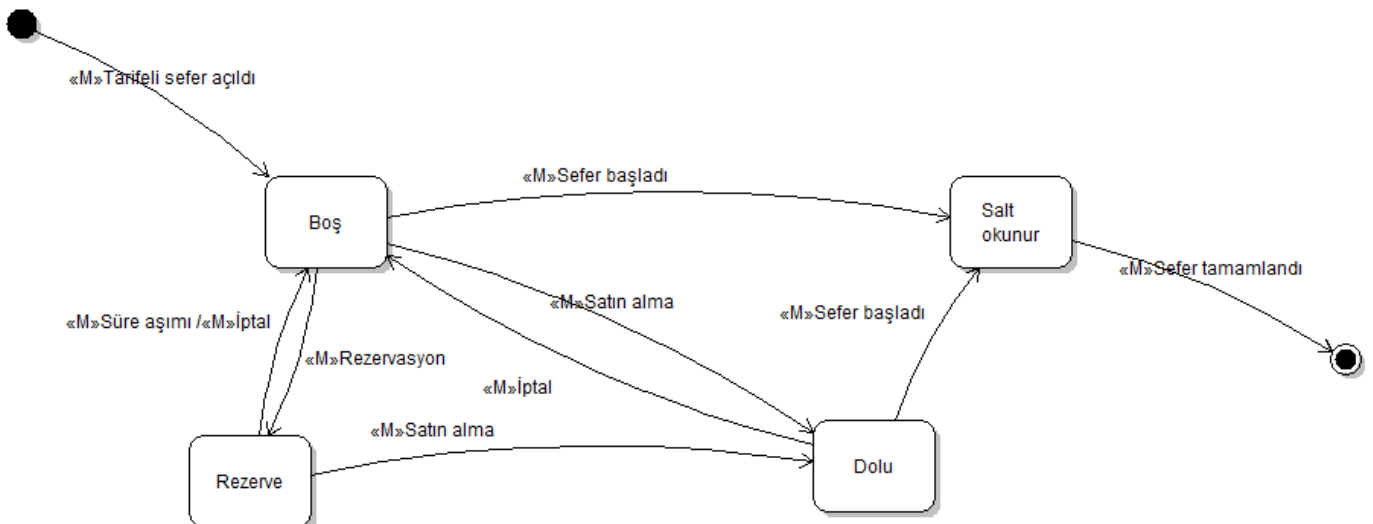 «M»Tarifeli sefer açıldı
«M»Sefer başladı
Boş
Salt
okunur
«M»Sefer tamamlandı
«M»Satın alma
«M»Sefer başladı
«M»Süre aşımı /«M»İptal
«M»Rezervasyon
«M»İptal
«M»Satın alma
Rezerve
Dolu